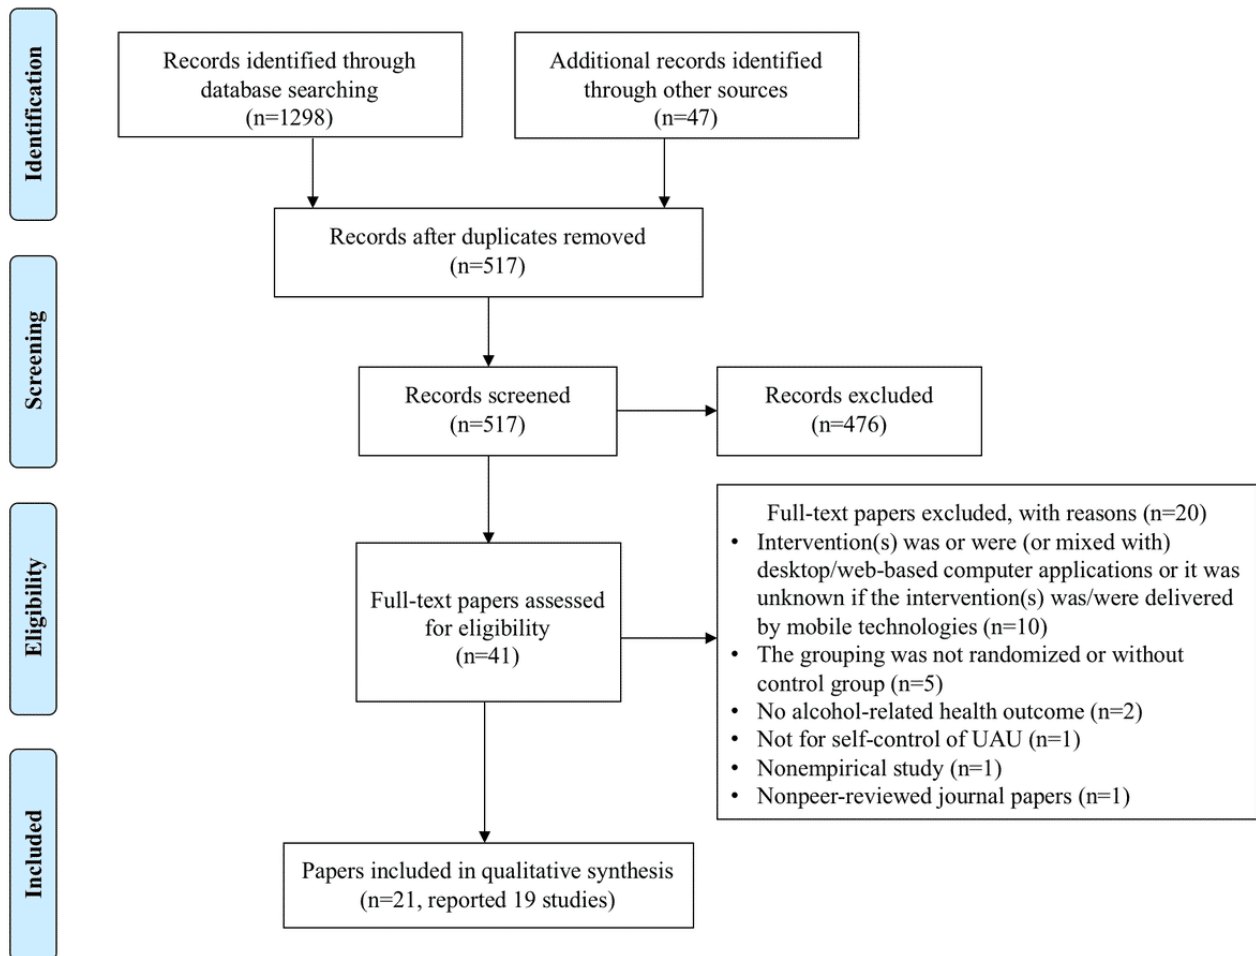 Identification
Records identified through
database searching
(n=1298)
Additional records identified
through other sources
(n=47)
Records after duplicates removed
(n=517)
Screening
Records screened
(n=517)
Records excluded
(n=476)
Eligibility
Full-text papers assessed
for eligibility
(n=41)
Full-text papers excluded, with reasons (n=20)
• Intervention(s) was or were (or mixed with)
desktop/web-based computer applications or it was
unknown if the intervention(s) was/were delivered
by mobile technologies (n=10)
• The grouping was not randomized or without
control group (n=5)
• No alcohol-related health outcome (n=2)
• Not for self-control of UAU (n=1)
• Nonempirical study (n=1)
• Nonpeer-reviewed journal papers (n=1)
Included
Papers included in qualitative synthesis
(n=21, reported 19 studies)